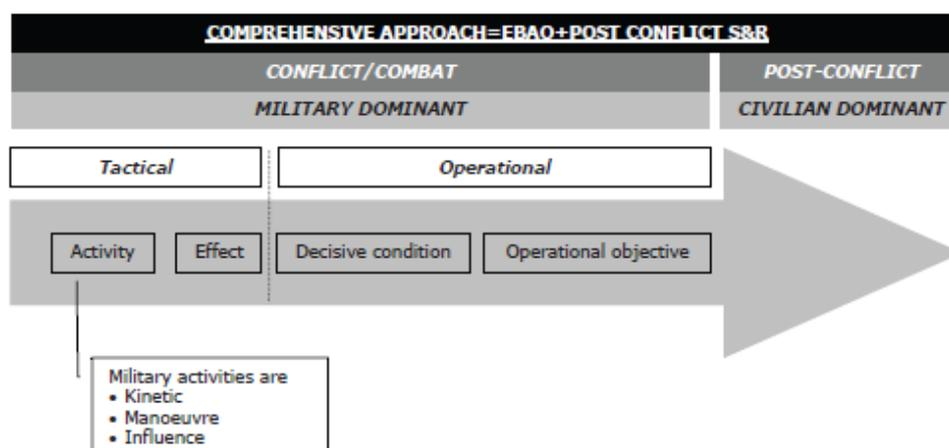 COMPREHENSIVE APPROACH=EBAO+POST CONFLICT S&R
CONFLICT/COMBAT
POST-CONFLICT
MILITARY DOMINANT
CIVILIAN DOMINANT
Tactical
Operational
Activity
Effect
Decisive condition
Operational objective
Military activities are
• Kinetic
• Manoeuvre
• Influence